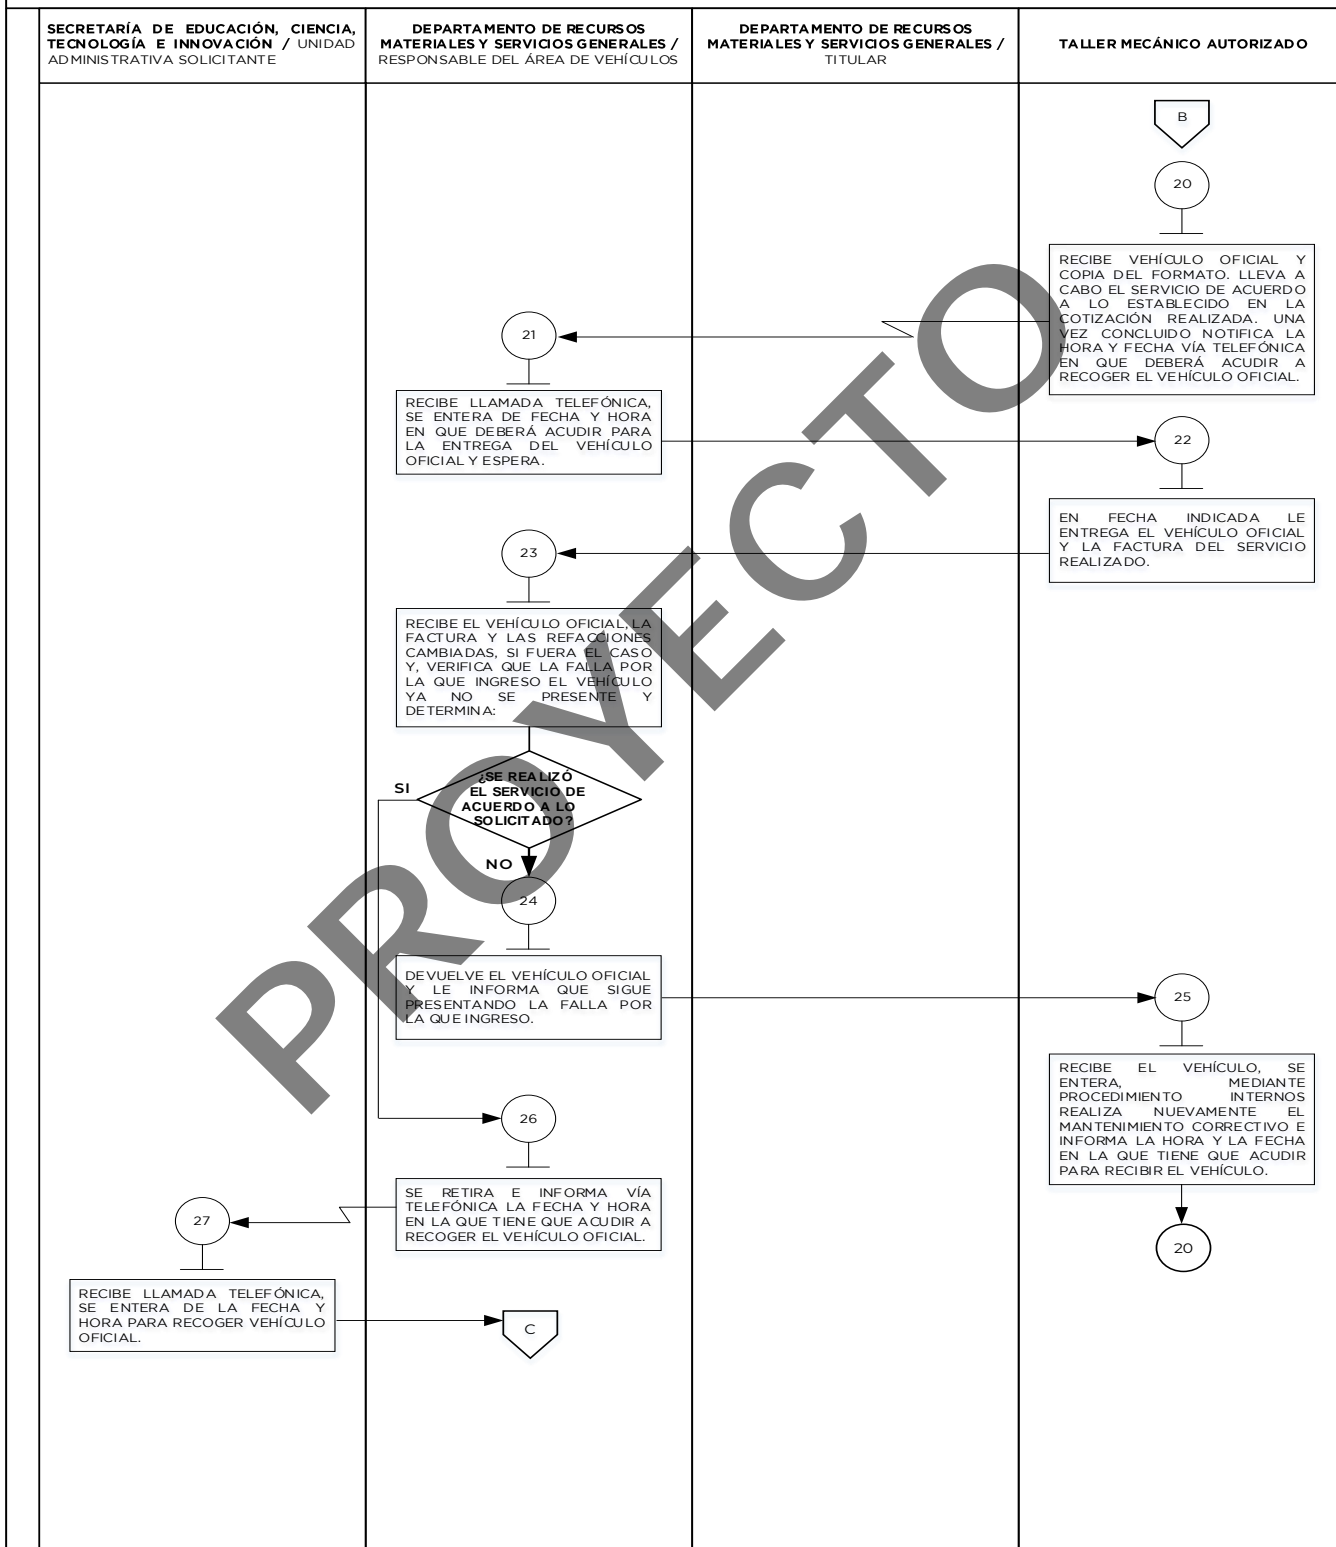 SECRETARÍA DE EDUCACIÓN, CIENCIA,
TECNOLOGÍA E INNOVACIÓN / UNIDAD
ADMINISTRATIVA SOLICITANTE
DEPARTAMENTO DE RECURSOS
MATERIALES Y SERVICIOS GENERALES /
RESPONSABLE DEL ÁREA DE VEHÍCULOS
DEPARTAMENTO DE RECURSOS
MATERIALES Y SERVICIOS GENERALES /
TITULAR
TALLER MECÁNICO AUTORIZADO
B
20
RECIBE VEHÍCULO OFICIAL Y
COPIA DEL FORMATO. LLEVA A
CABO EL SERVICIO DE ACUERDO
A LO ESTABLECIDO EN LA
COTIZACIÓN REALIZADA. UNA
VEZ CONCLUIDO NOTIFICA LA
HORA Y FECHA VÍA TELEFÓNICA
EN QUE DEBERÁ ACUDIR A
RECOGER EL VEHÍCULO OFICIAL.
21
RECIBE LLAMADA TELEFÓNICA,
SE ENTERA DE FECHA Y HORA
EN QUE DEBERÁ ACUDIR PARA
LA ENTREGA DEL VEHÍCULO
OFICIAL Y ESPERA.
22
EN FECHA INDICADA LE
ENTREGA EL VEHÍCULO OFICIAL
Y LA FACTURA DEL SERVICIO
REALIZADO.
23
RECIBE EL VEHÍCULO OFICIAL, LA
FACTURA Y LAS REFACCIONES
CAMBIADAS, SI FUERA EL CASO
Y, VERIFICA QUE LA FALLA POR
LA QUE INGRESO EL VEHÍCULO
YA NO SE PRESENTE Y
DETERMINA:
¿SE REALIZÓ
EL SERVICIO DE
ACUERDO A LO
SOLICITADO?
SI
NO
24
DEVUELVE EL VEHÍCULO OFICIAL
Y LE INFORMA QUE SIGUE
PRESENTANDO LA FALLA POR
LA QUE INGRESO.
25
RECIBE EL VEHÍCULO, SE
ENTERA, MEDIANTE
PROCEDIMIENTO INTERNOS
REALIZA NUEVAMENTE EL
MANTENIMIENTO CORRECTIVO E
INFORMA LA HORA Y LA FECHA
EN LA QUE TIENE QUE ACUDIR
PARA RECIBIR EL VEHÍCULO.
20
26
SE RETIRA E INFORMA VÍA
TELEFÓNICA LA FECHA Y HORA
EN LA QUE TIENE QUE ACUDIR A
RECOGER EL VEHÍCULO OFICIAL.
27
RECIBE LLAMADA TELEFÓNICA,
SE ENTERA DE LA FECHA Y
HORA PARA RECOGER VEHÍCULO
OFICIAL.
C
PROYECTO